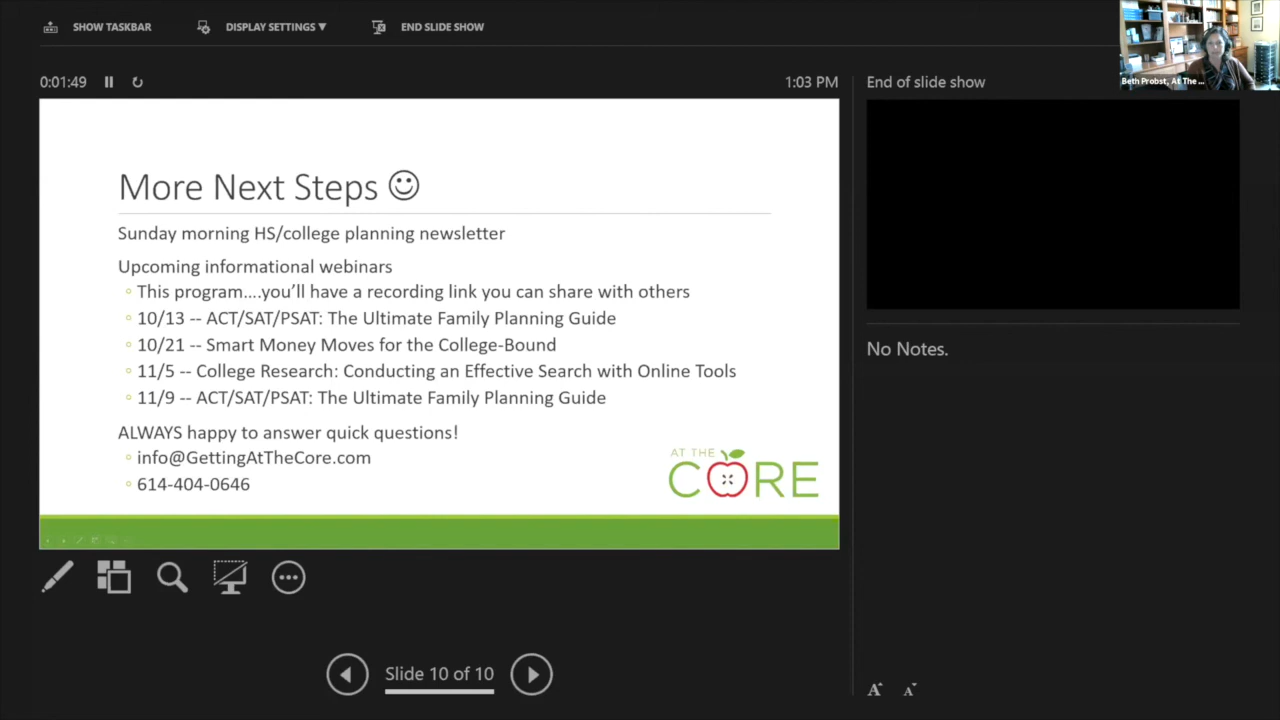 SHOW TASKBAR
DISPLAY SETTINGS ▼
END SLIDE SHOW
Beth Probst, At The ...
0:01:49
1:03 PM
End of slide show
More Next Steps ☺
Sunday morning HS/college planning newsletter
Upcoming informational webinars
◦ This program....you'll have a recording link you can share with others
◦ 10/13 -- ACT/SAT/PSAT: The Ultimate Family Planning Guide
◦ 10/21 -- Smart Money Moves for the College-Bound
◦ 11/5 -- College Research: Conducting an Effective Search with Online Tools
◦ 11/9 -- ACT/SAT/PSAT: The Ultimate Family Planning Guide
ALWAYS happy to answer quick questions!
◦ info@GettingAtTheCore.com
◦ 614-404-0646
AT THE
CORE
No Notes.
Slide 10 of 10
A A